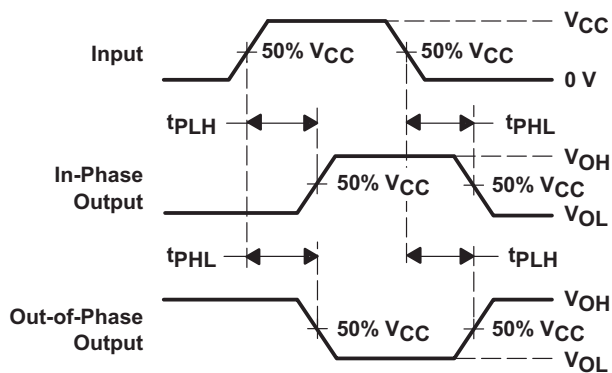 VCC
Input
50% VCC
50% VCC
0 V
tPLH
tPHL
In-Phase
Output
VOH
50% VCC
50% VCC
VOL
tPHL
tPLH
Out-of-Phase
Output
VOH
50% VCC
50% VCC
VOL